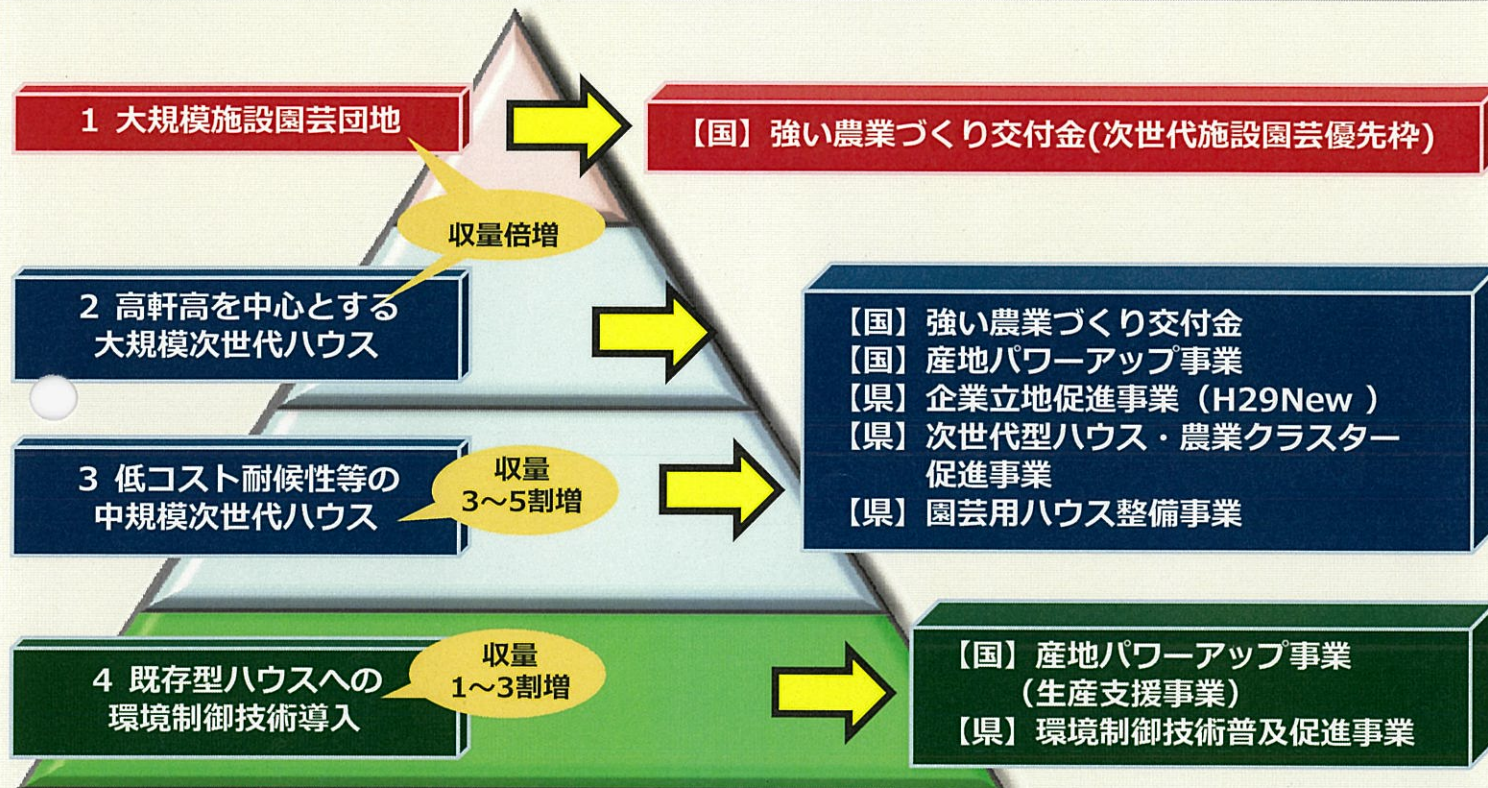 1 大規模施設園芸団地
【国】強い農業づくり交付金(次世代施設園芸優先枠)
収量倍増
2 高軒高を中心とする
大規模次世代ハウス
【国】強い農業づくり交付金
【国】産地パワーアップ事業
【県】企業立地促進事業（H29New ）
【県】次世代型ハウス・農業クラスター
促進事業
【県】園芸用ハウス整備事業
3 低コスト耐候性等の
中規模次世代ハウス
収量
3～5割増
4 既存型ハウスへの
環境制御技術導入
収量
1～3割増
【国】産地パワーアップ事業
（生産支援事業）
【県】環境制御技術普及促進事業